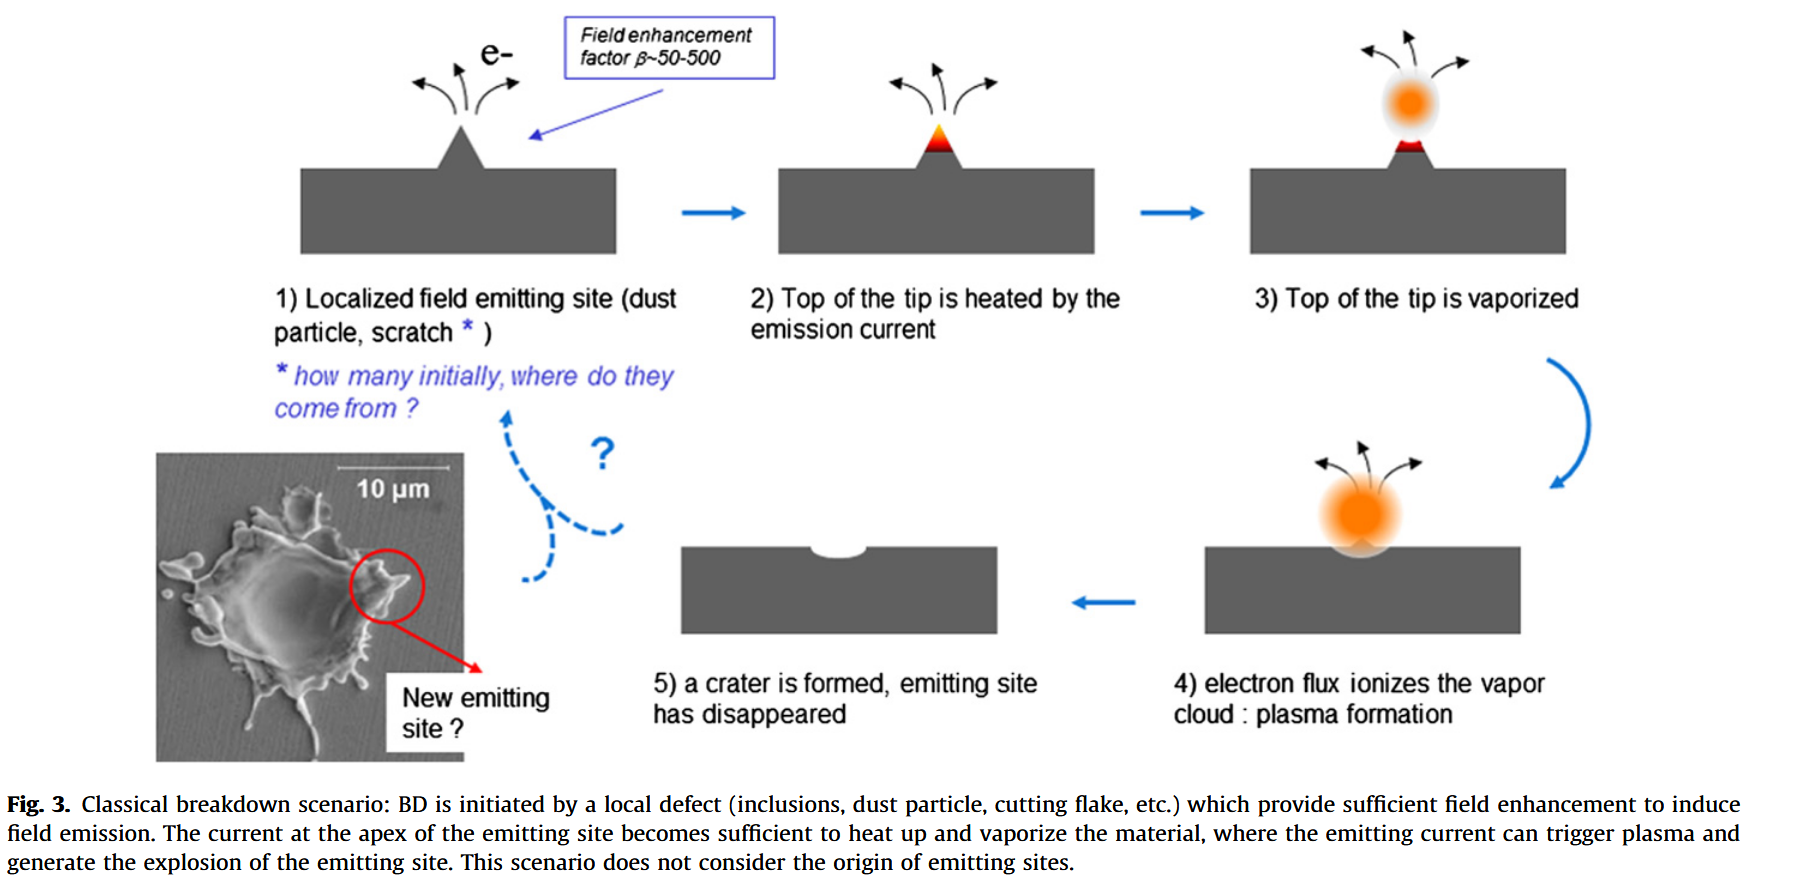 e-
Field enhancement
factor β~50-500
1) Localized field emitting site (dust
particle, scratch * )
* how many initially, where do they
come from ?
2) Top of the tip is heated by the
emission current
3) Top of the tip is vaporized
?
10 µm
New emitting
site ?
5) a crater is formed, emitting site
has disappeared
4) electron flux ionizes the vapor
cloud : plasma formation
Fig. 3. Classical breakdown scenario: BD is initiated by a local defect (inclusions, dust particle, cutting flake, etc.) which provide sufficient field enhancement to induce
field emission. The current at the apex of the emitting site becomes sufficient to heat up and vaporize the material, where the emitting current can trigger plasma and
generate the explosion of the emitting site. This scenario does not consider the origin of emitting sites.